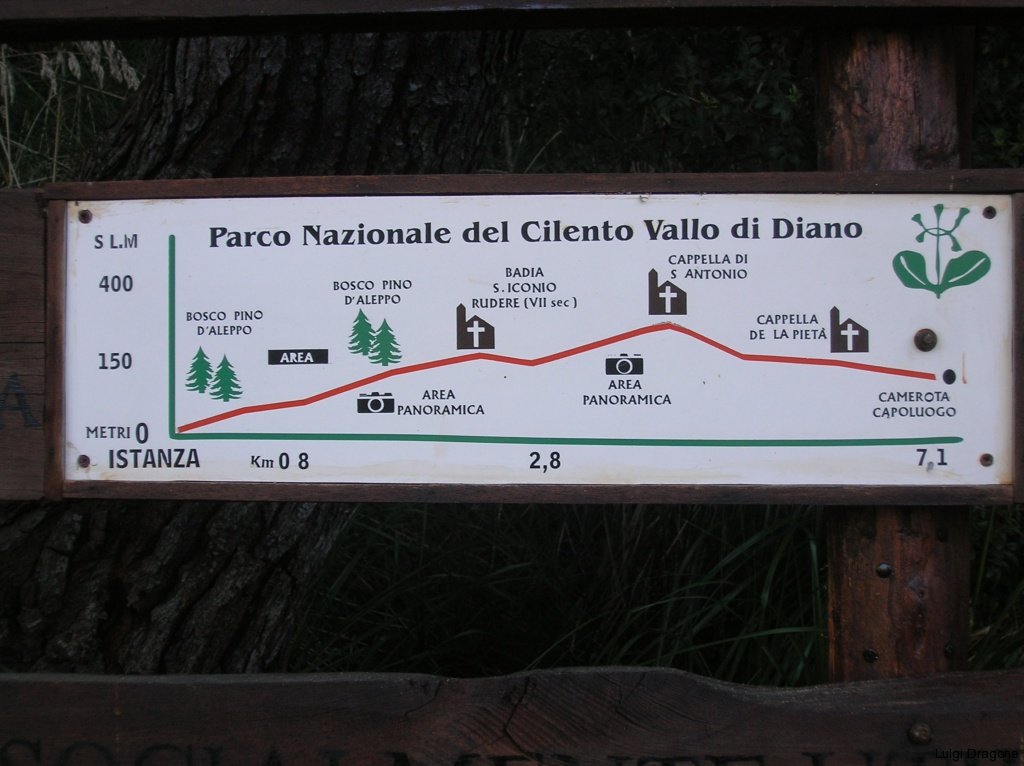 S L.M
Parco Nazionale del Cilento Vallo di Diano
400
150
METRI 0
BOSCO PINO
D'ALEPPO
AREA
BOSCO PINO
D'ALEPPO
BADIA
S. ICONIO
RUDERE (VII sec )
CAPPELLA DI
S ANTONIO
CAPPELLA
DE LA PIETÀ
AREA
PANORAMICA
AREA
PANORAMICA
CAMEROTA
CAPOLUOGO
ISTANZA
Km 0 8
2,8
7,1
A
Luigi Dragone